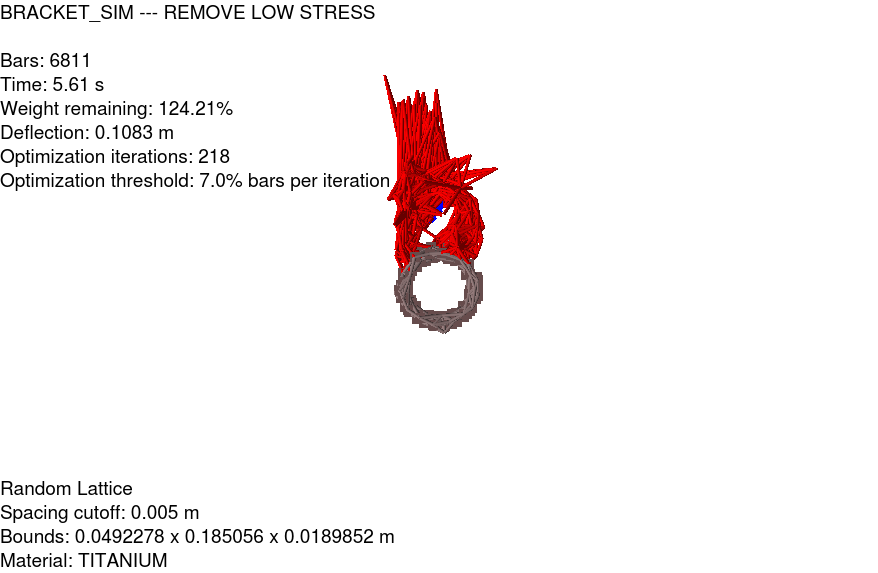 BRACKET_SIM --- REMOVE LOW STRESS
Bars: 6811
Time: 5.61 s
Weight remaining: 124.21%
Deflection: 0.1083 m
Optimization iterations: 218
Optimization threshold: 7.0% bars per iteration
Random Lattice
Spacing cutoff: 0.005 m
Bounds: 0.0492278 x 0.185056 x 0.0189852 m
Material: TITANIUM